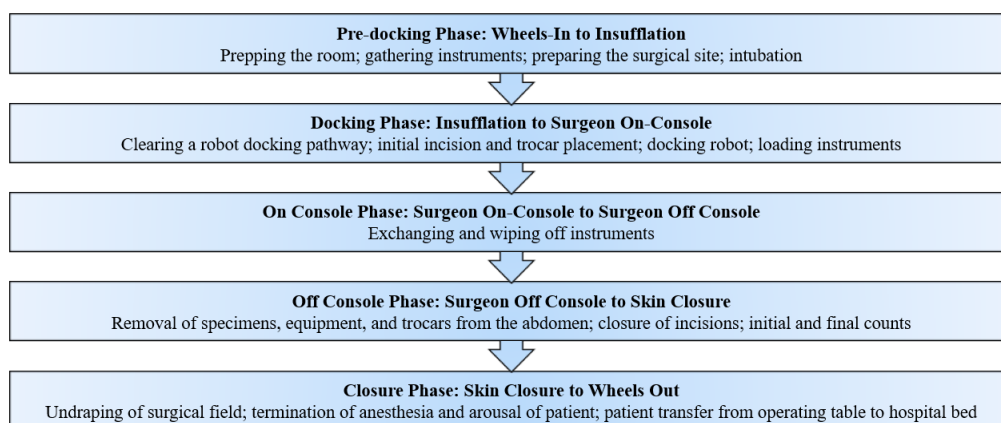 Pre-docking Phase: Wheels-In to Insufflation
Prepping the room; gathering instruments; preparing the surgical site; intubation
Docking Phase: Insufflation to Surgeon On-Console
Clearing a robot docking pathway; initial incision and trocar placement; docking robot; loading instruments
On Console Phase: Surgeon On-Console to Surgeon Off Console
Exchanging and wiping off instruments
Off Console Phase: Surgeon Off Console to Skin Closure
Removal of specimens, equipment, and trocars from the abdomen; closure of incisions; initial and final counts
Closure Phase: Skin Closure to Wheels Out
Undraping of surgical field; termination of anesthesia and arousal of patient; patient transfer from operating table to hospital bed